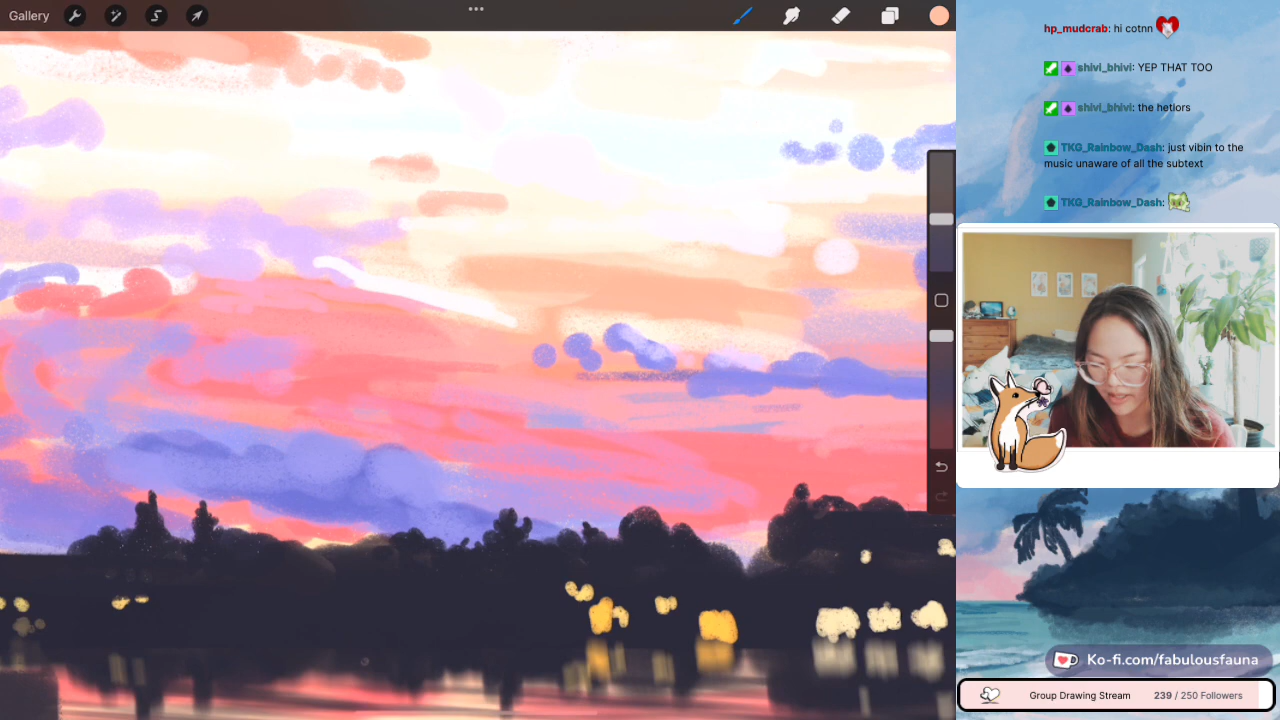 Gallery
hp_mudcrab: hi cotnn
shivi_bhivi: YEP THAT TOO
shivi_bhivi: the hetiors
TKG_Rainbow_Dash: just vibin to the
music unaware of all the subtext
TKG_Rainbow_Dash:
Ko-fi.com/fabulousfauna
Group Drawing Stream 239 / 250 Followers